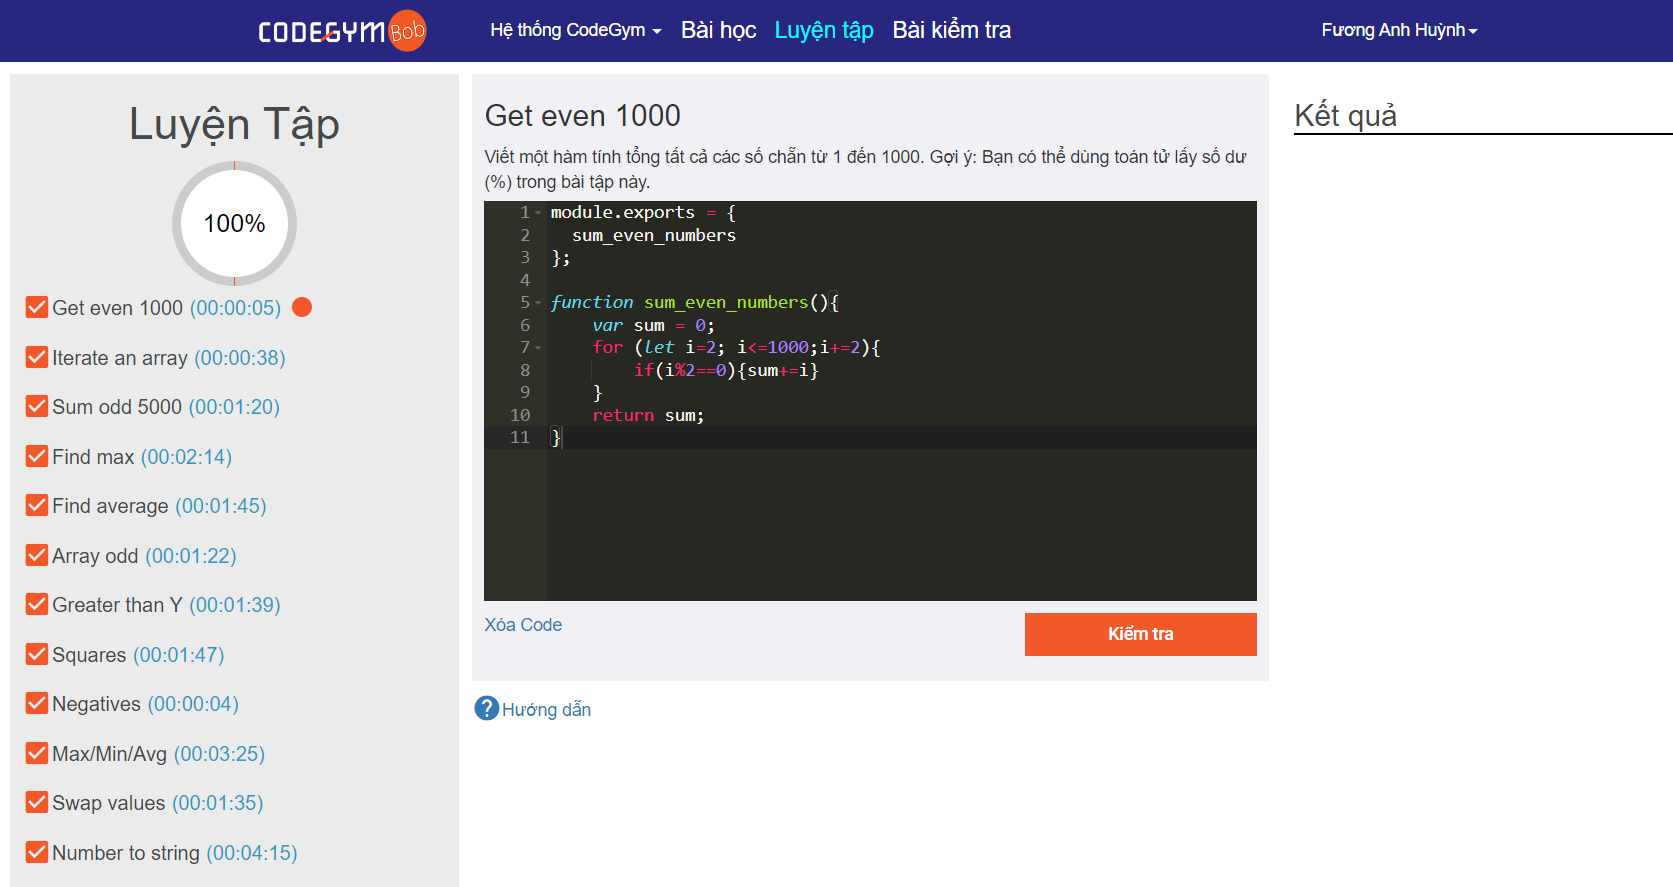 CODEGYM Bob
Hệ thống CodeGym
Bài học
Luyện tập
Bài kiểm tra
Fương Anh Huỳnh
Luyện Tập
100%
Get even 1000 (00:00:05)
Iterate an array (00:00:38)
Sum odd 5000 (00:01:20)
Find max (00:02:14)
Find average (00:01:45)
Array odd (00:01:22)
Greater than Y (00:01:39)
Squares (00:01:47)
Negatives (00:00:04)
Max/Min/Avg (00:03:25)
Swap values (00:01:35)
Number to string (00:04:15)
Get even 1000
Viết một hàm tính tổng tất cả các số chẵn từ 1 đến 1000. Gợi ý: Bạn có thể dùng toán tử lấy số dư
(%) trong bài tập này.
1 module.exports = {
2   sum_even_numbers
3 };
4
5 function sum_even_numbers(){
6     var sum = 0;
7     for (let i=2; i<=1000;i+=2){
8         if(i%2==0){sum+=i}
9     }
10     return sum;
11 }
Xóa Code
Kiểm tra
? Hướng dẫn
Kết quả